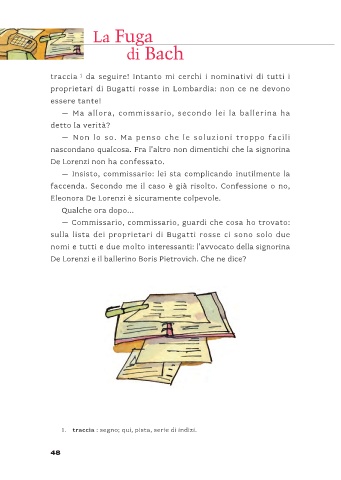 La Fuga
di Bach
traccia 1 da seguire! Intanto mi cerchi i nominativi di tutti i
proprietari di Bugatti rosse in Lombardia: non ce ne devono
essere tante!
— Ma allora, commissario, secondo lei la ballerina ha
detto la verità?
— Non lo so. Ma penso che le soluzioni troppo facili
nascondano qualcosa. Fra l'altro non dimentichi che la signorina
De Lorenzi non ha confessato.
— Insisto, commissario: lei sta complicando inutilmente la
faccenda. Secondo me il caso è già risolto. Confessione o no,
Eleonora De Lorenzi è sicuramente colpevole.
Qualche ora dopo...
— Commissario, commissario, guardi che cosa ho trovato:
sulla lista dei proprietari di Bugatti rosse ci sono solo due
nomi e tutti e due molto interessanti: l'avvocato della signorina
De Lorenzi e il ballerino Boris Pietrovich. Che ne dice?
1. traccia : segno; qui, pista, serie di indizi.
48